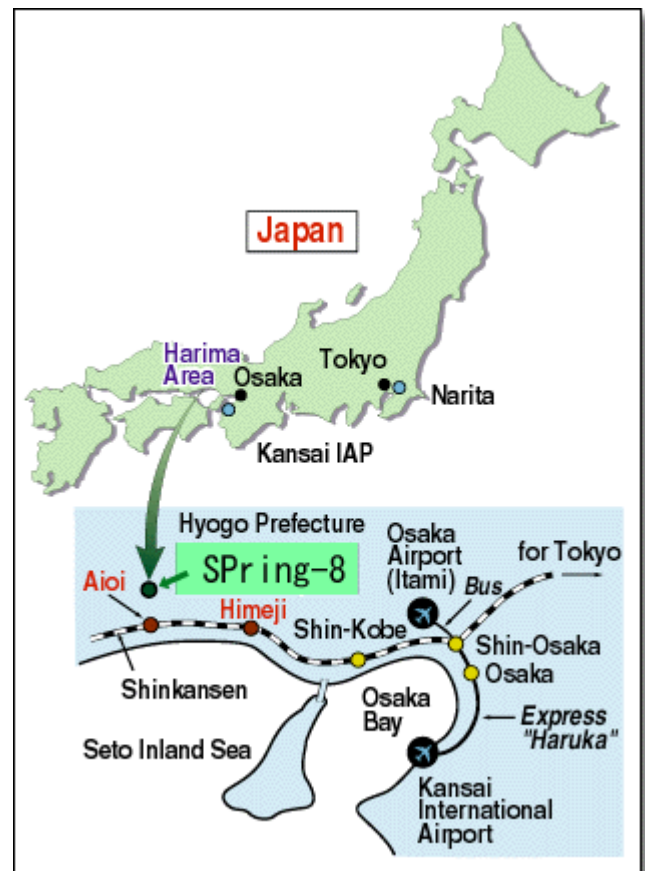 Japan
Harima
Area
Osaka
Tokyo
Narita
Kansai IAP
Hyogo Prefecture
SPring-8
Osaka
Airport
(Itami)
for Tokyo
Bus
Aioi
Himeji
Shin-Kobe
Shin-Osaka
Osaka
Shinkansen
Osaka
Bay
Express
"Haruka"
Seto Inland Sea
Kansai
International
Airport